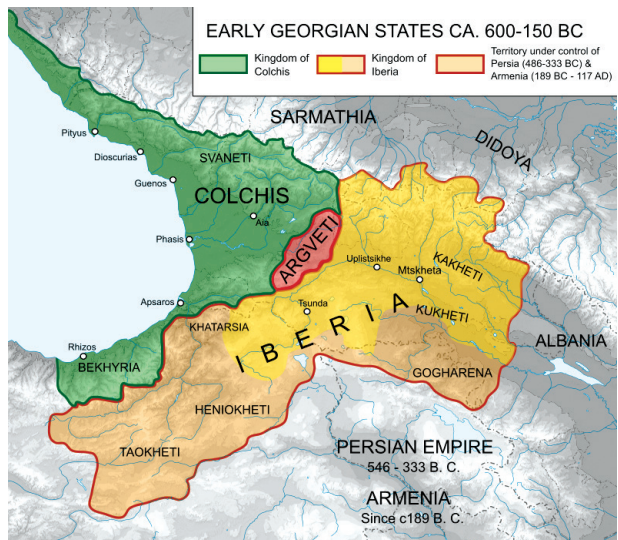 EARLY GEORGIAN STATES CA. 600-150 BC
Kingdom of
Colchis
Kingdom of
Iberia
Territory under control of
Persia (486-333 BC) &
Armenia (189 BC - 117 AD)
SARMATHIA
DIDOYA
Pityus
Dioscurias
SVANETI
Guenos
COLCHIS
Aia
Phasis
ARGVETI
Uplistsikhe
Mtskheta
KAKHETI
Apsaros
Tsunda
KUKHETI
KHATARSIA
IBERIA
ALBANIA
Rhizos
BEKHYRIA
GOGHARENA
HENIOKHETI
TAOKHETI
PERSIAN EMPIRE
546 - 333 B. C.
ARMENIA
Since c189 B. C.